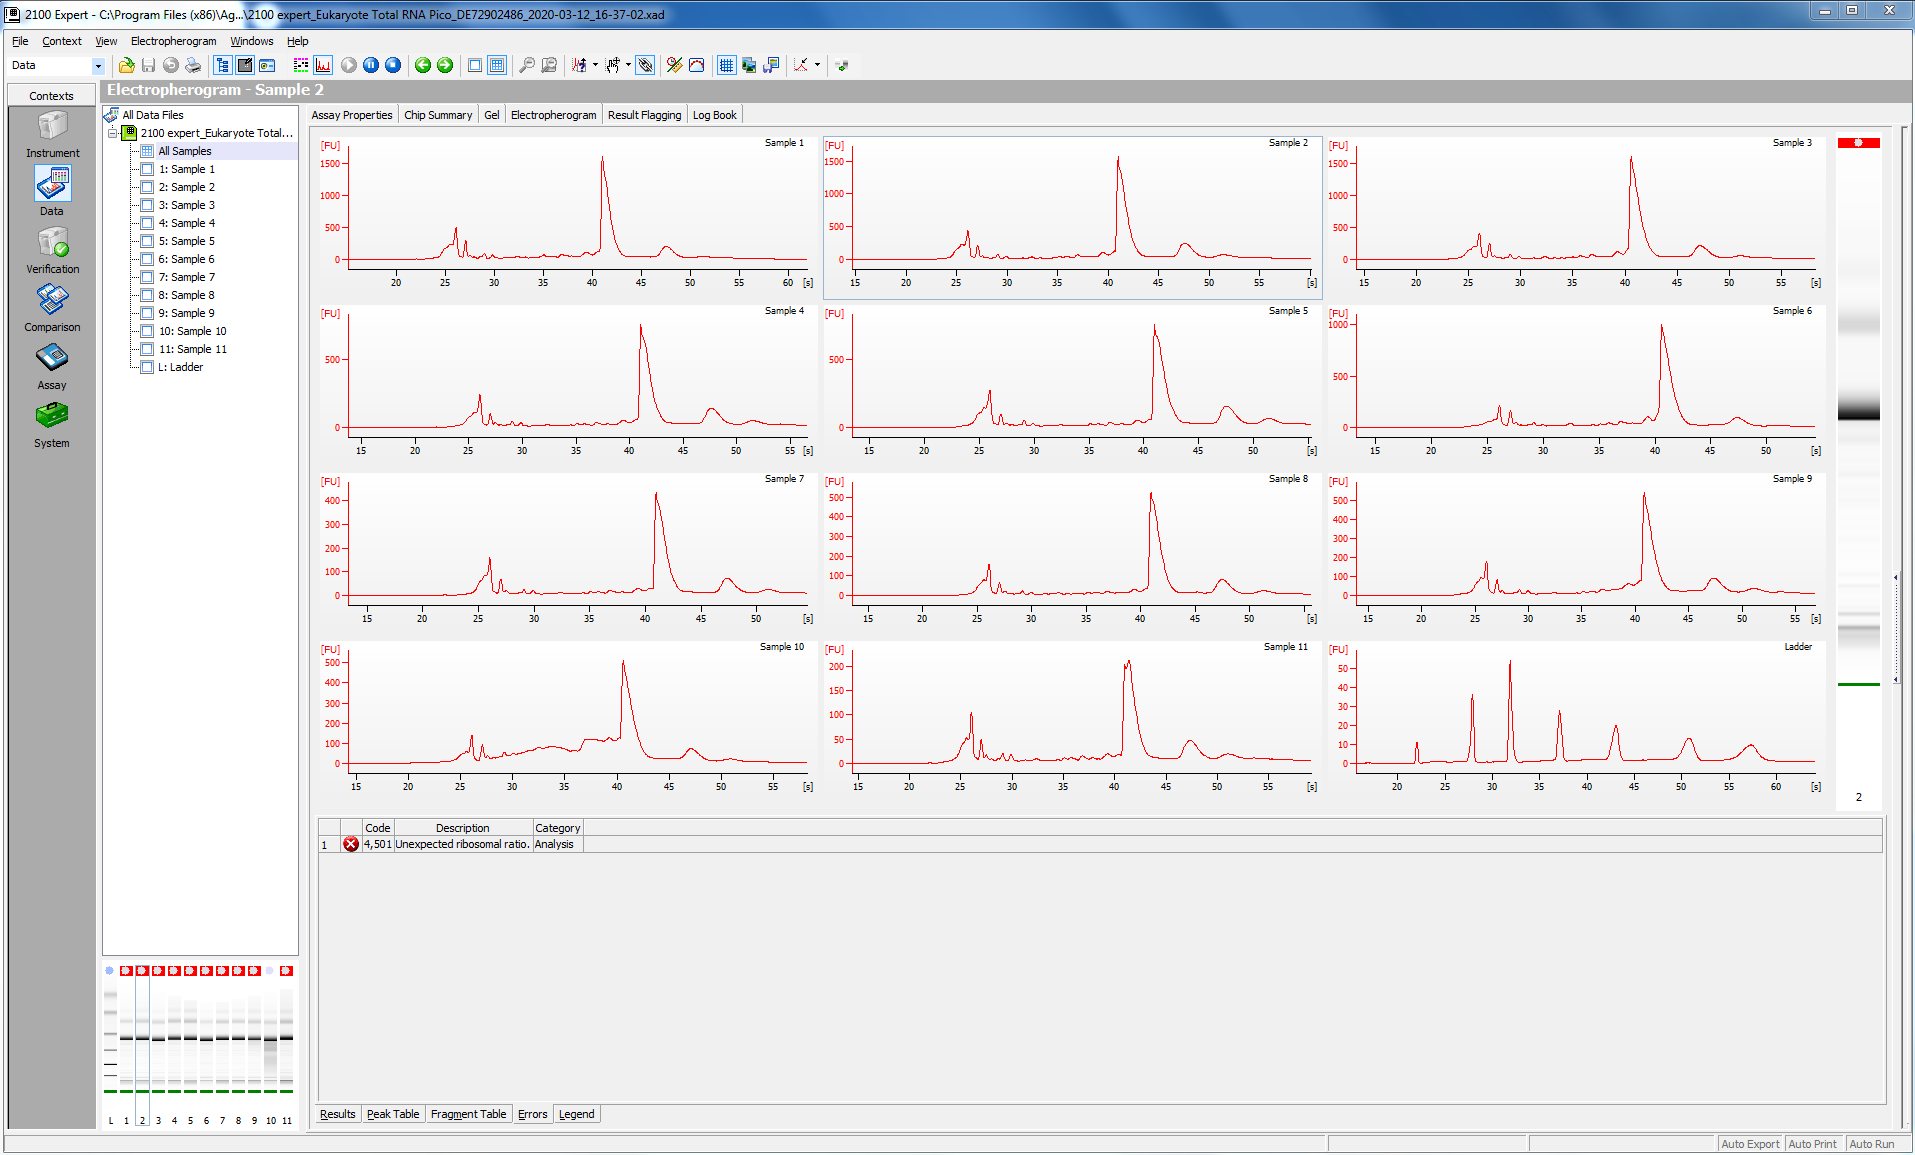 2100 Expert - C:\Program Files (x86)\Ag...\2100 expert_Eukaryote Total RNA Pico_DE72902486_2020-03-12_16-37-02.xad
File Context View Electropherogram Windows Help
Data
Contexts
Electropherogram - Sample 2
Instrument
Data
Verification
Comparison
Assay
System
All Data Files
2100 expert_Eukaryote Total...
All Samples
1: Sample 1
2: Sample 2
3: Sample 3
4: Sample 4
5: Sample 5
6: Sample 6
7: Sample 7
8: Sample 8
9: Sample 9
10: Sample 10
11: Sample 11
L: Ladder
L 1 2 3 4 5 6 7 8 9 10 11
Assay Properties Chip Summary Gel Electropherogram Result Flagging Log Book
[FU] Sample 1
1500
1000
500
0
20 25 30 35 40 45 50 55 60 [s]
[FU] Sample 2
1500
1000
500
0
15 20 25 30 35 40 45 50 55 [s]
[FU] Sample 3
1500
1000
500
0
15 20 25 30 35 40 45 50 55 [s]
[FU] Sample 4
500
0
15 20 25 30 35 40 45 50 55 [s]
[FU] Sample 5
500
0
15 20 25 30 35 40 45 50 [s]
[FU] Sample 6
1000
500
0
15 20 25 30 35 40 45 50 [s]
[FU] Sample 7
400
300
200
100
0
15 20 25 30 35 40 45 50 [s]
[FU] Sample 8
500
400
300
200
100
0
15 20 25 30 35 40 45 50 55 [s]
[FU] Sample 9
500
400
300
200
100
0
15 20 25 30 35 40 45 50 55 [s]
[FU] Sample 10
500
400
300
200
100
0
15 20 25 30 35 40 45 50 55 [s]
[FU] Sample 11
200
150
100
50
0
15 20 25 30 35 40 45 50 55 [s]
[FU] Ladder
50
40
30
20
10
0
20 25 30 35 40 45 50 55 60 [s]
2
Code Description Category
1 4,501 Unexpected ribosomal ratio. Analysis
Results Peak Table Fragment Table Errors Legend
Auto Export Auto Print Auto Run